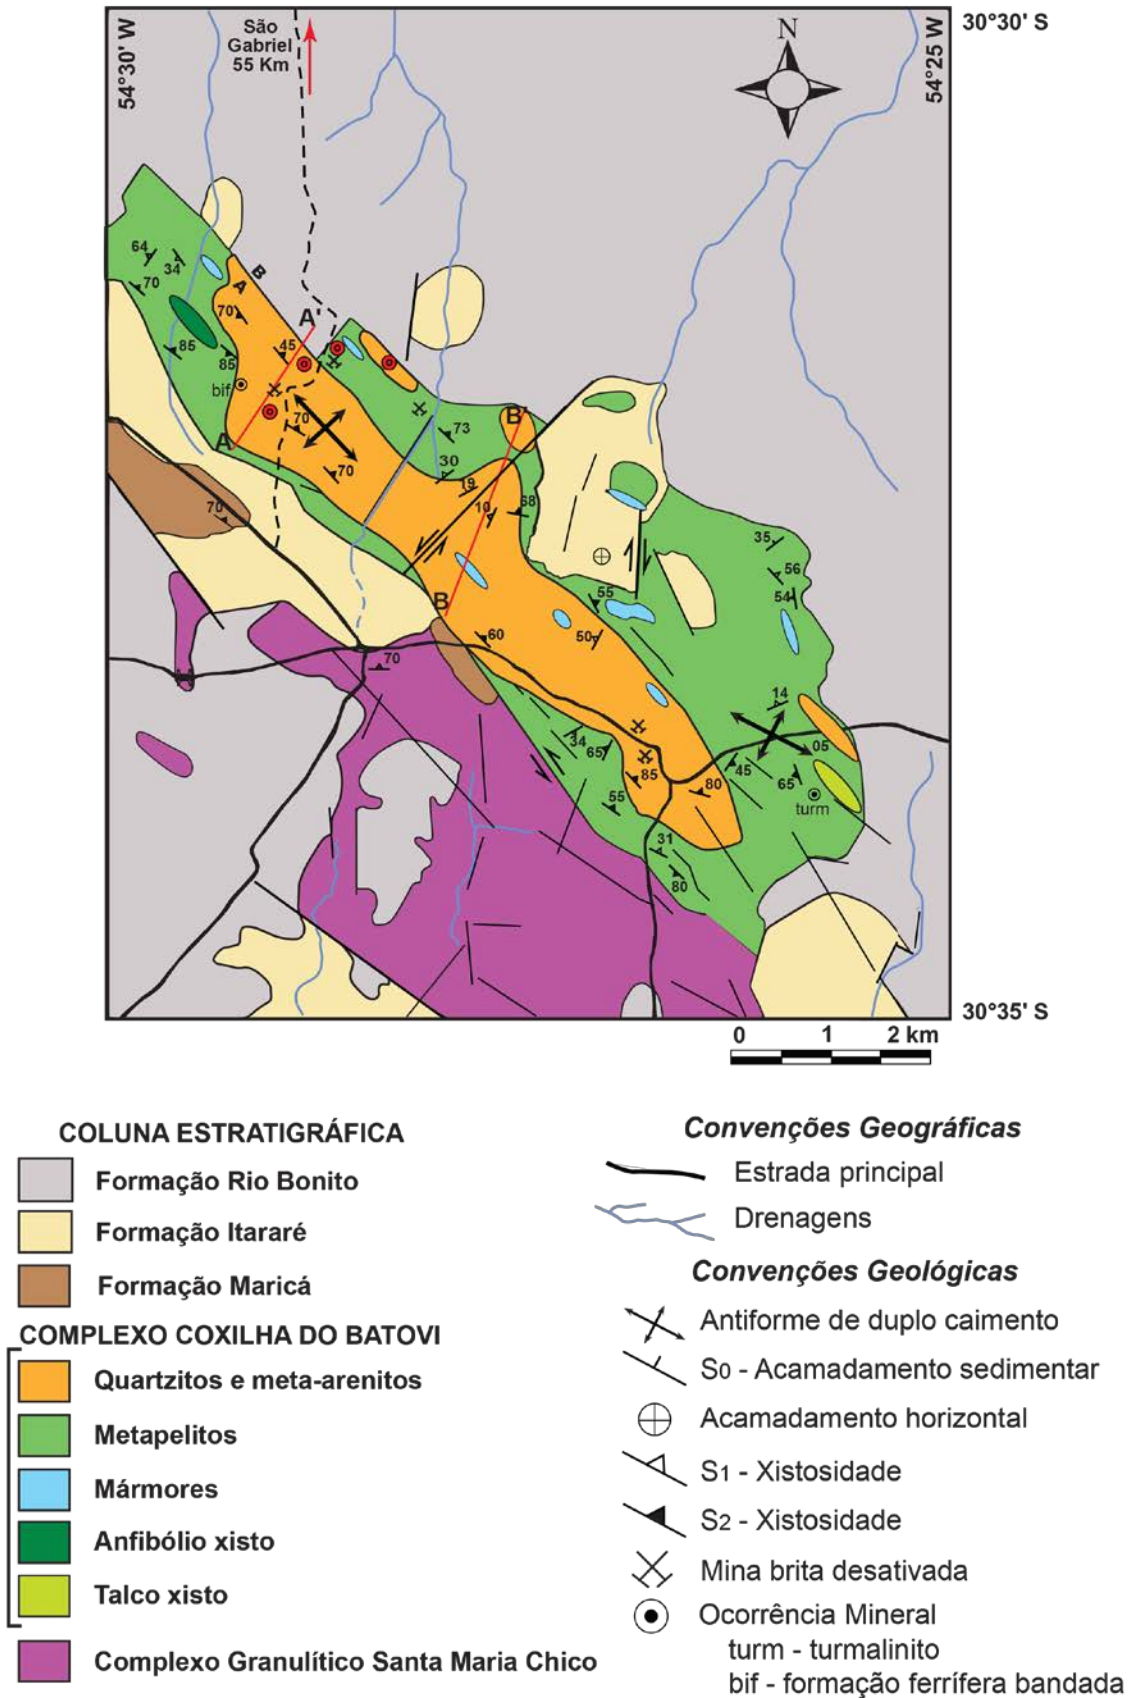 São
Gabriel
55 Km
54°30' W
N
54°25' W
30°30' S
64
34
70
B
A
70
A'
45
85
85
bif
70
A
70
73
30
19
10
68
B'
70
B
60
70
55
50
35
56
54
14
05
34
65
85
80
45
65
turm
55
31
80
30°35' S
0 1 2 km
COLUNA ESTRATIGRÁFICA
Formação Rio Bonito
Formação Itararé
Formação Maricá
COMPLEXO COXILHA DO BATOVI
Quartzitos e meta-arenitos
Metapelitos
Mármores
Anfibólio xisto
Talco xisto
Complexo Granulítico Santa Maria Chico
Convenções Geográficas
Estrada principal
Drenagens
Convenções Geológicas
Antiforme de duplo caimento
S0 - Acamadamento sedimentar
Acamadamento horizontal
S1 - Xistosidade
S2 - Xistosidade
Mina brita desativada
Ocorrência Mineral
turm - turmalinito
bif - formação ferrífera bandada